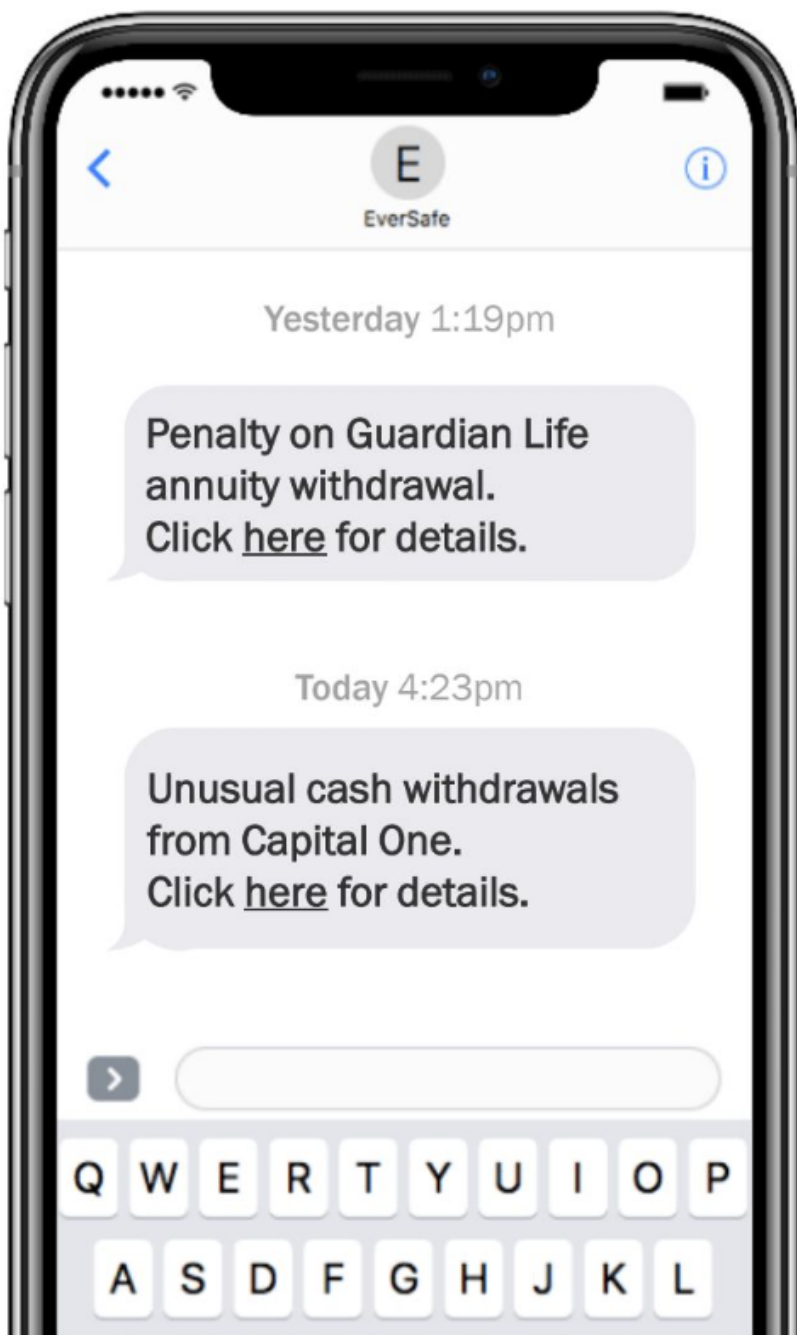 E
EverSafe
Yesterday 1:19pm
Penalty on Guardian Life
annuity withdrawal.
Click here for details.
Today 4:23pm
Unusual cash withdrawals
from Capital One.
Click here for details.
Q W E R T Y U I O P
A S D F G H J K L